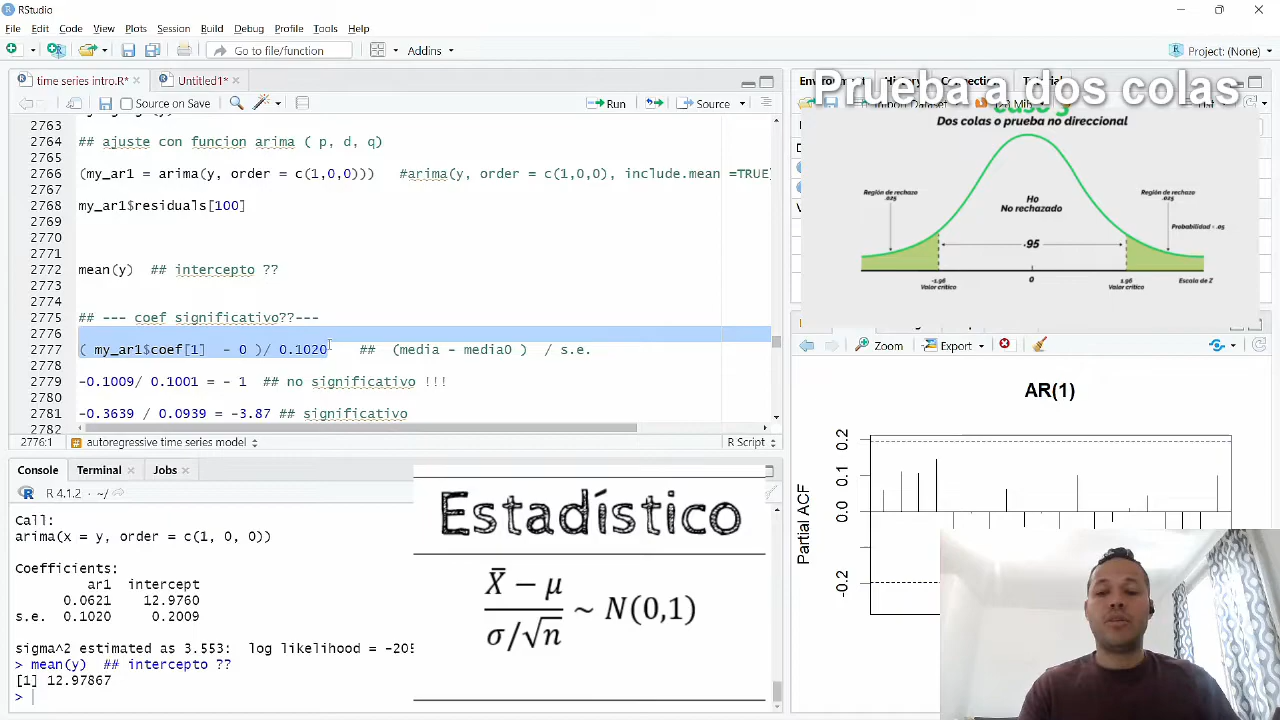 RStudio
File Edit Code View Plots Session Build Debug Profile Tools Help
Go to file/function
Addins
Project: (None)
time series intro.R*
Untitled1*
Prueba a dos colas
Source on Save
Run
Source
2763
2764 ## ajuste con funcion arima ( p, d, q)
2765
2766 (my_ar1 = arima(y, order = c(1,0,0))) #arima(y, order = c(1,0,0), include.mean =TRUE)
2767
2768 my_ar1$residuals[100]
2769
2770
2771
2772 mean(y) ## intercepto ??
2773
2774
2775 ## --- coef significativo??---
2776
2777 ( my_ar1$coef[1] - 0 )/ 0.1020 ## (media - media0 ) / s.e.
2778
2779 -0.1009/ 0.1001 = - 1 ## no significativo !!!
2780
2781 -0.3639 / 0.0939 = -3.87 ## significativo
2782
2776:1
autoregressive time series model
R Script
Dos colas o prueba no direccional
Región de rechazo
.025
H0
No rechazado
Región de rechazo
.025
Probabilidad = .05
.95
-1.96
Valor crítico
0
1.96
Valor crítico
Escala de Z
Zoom
Export
AR(1)
Partial ACF
0.2
0.1
0.0
-0.2
Console
Terminal
Jobs
R 4.1.2 · ~/
Call:
arima(x = y, order = c(1, 0, 0))
Coefficients:
ar1 intercept
0.0621 12.9760
s.e. 0.1020 0.2009
sigma^2 estimated as 3.553: log likelihood = -205
> mean(y) ## intercepto ??
[1] 12.97867
>
Estadístico
X̄ − μ
σ/√n
~ N(0,1)